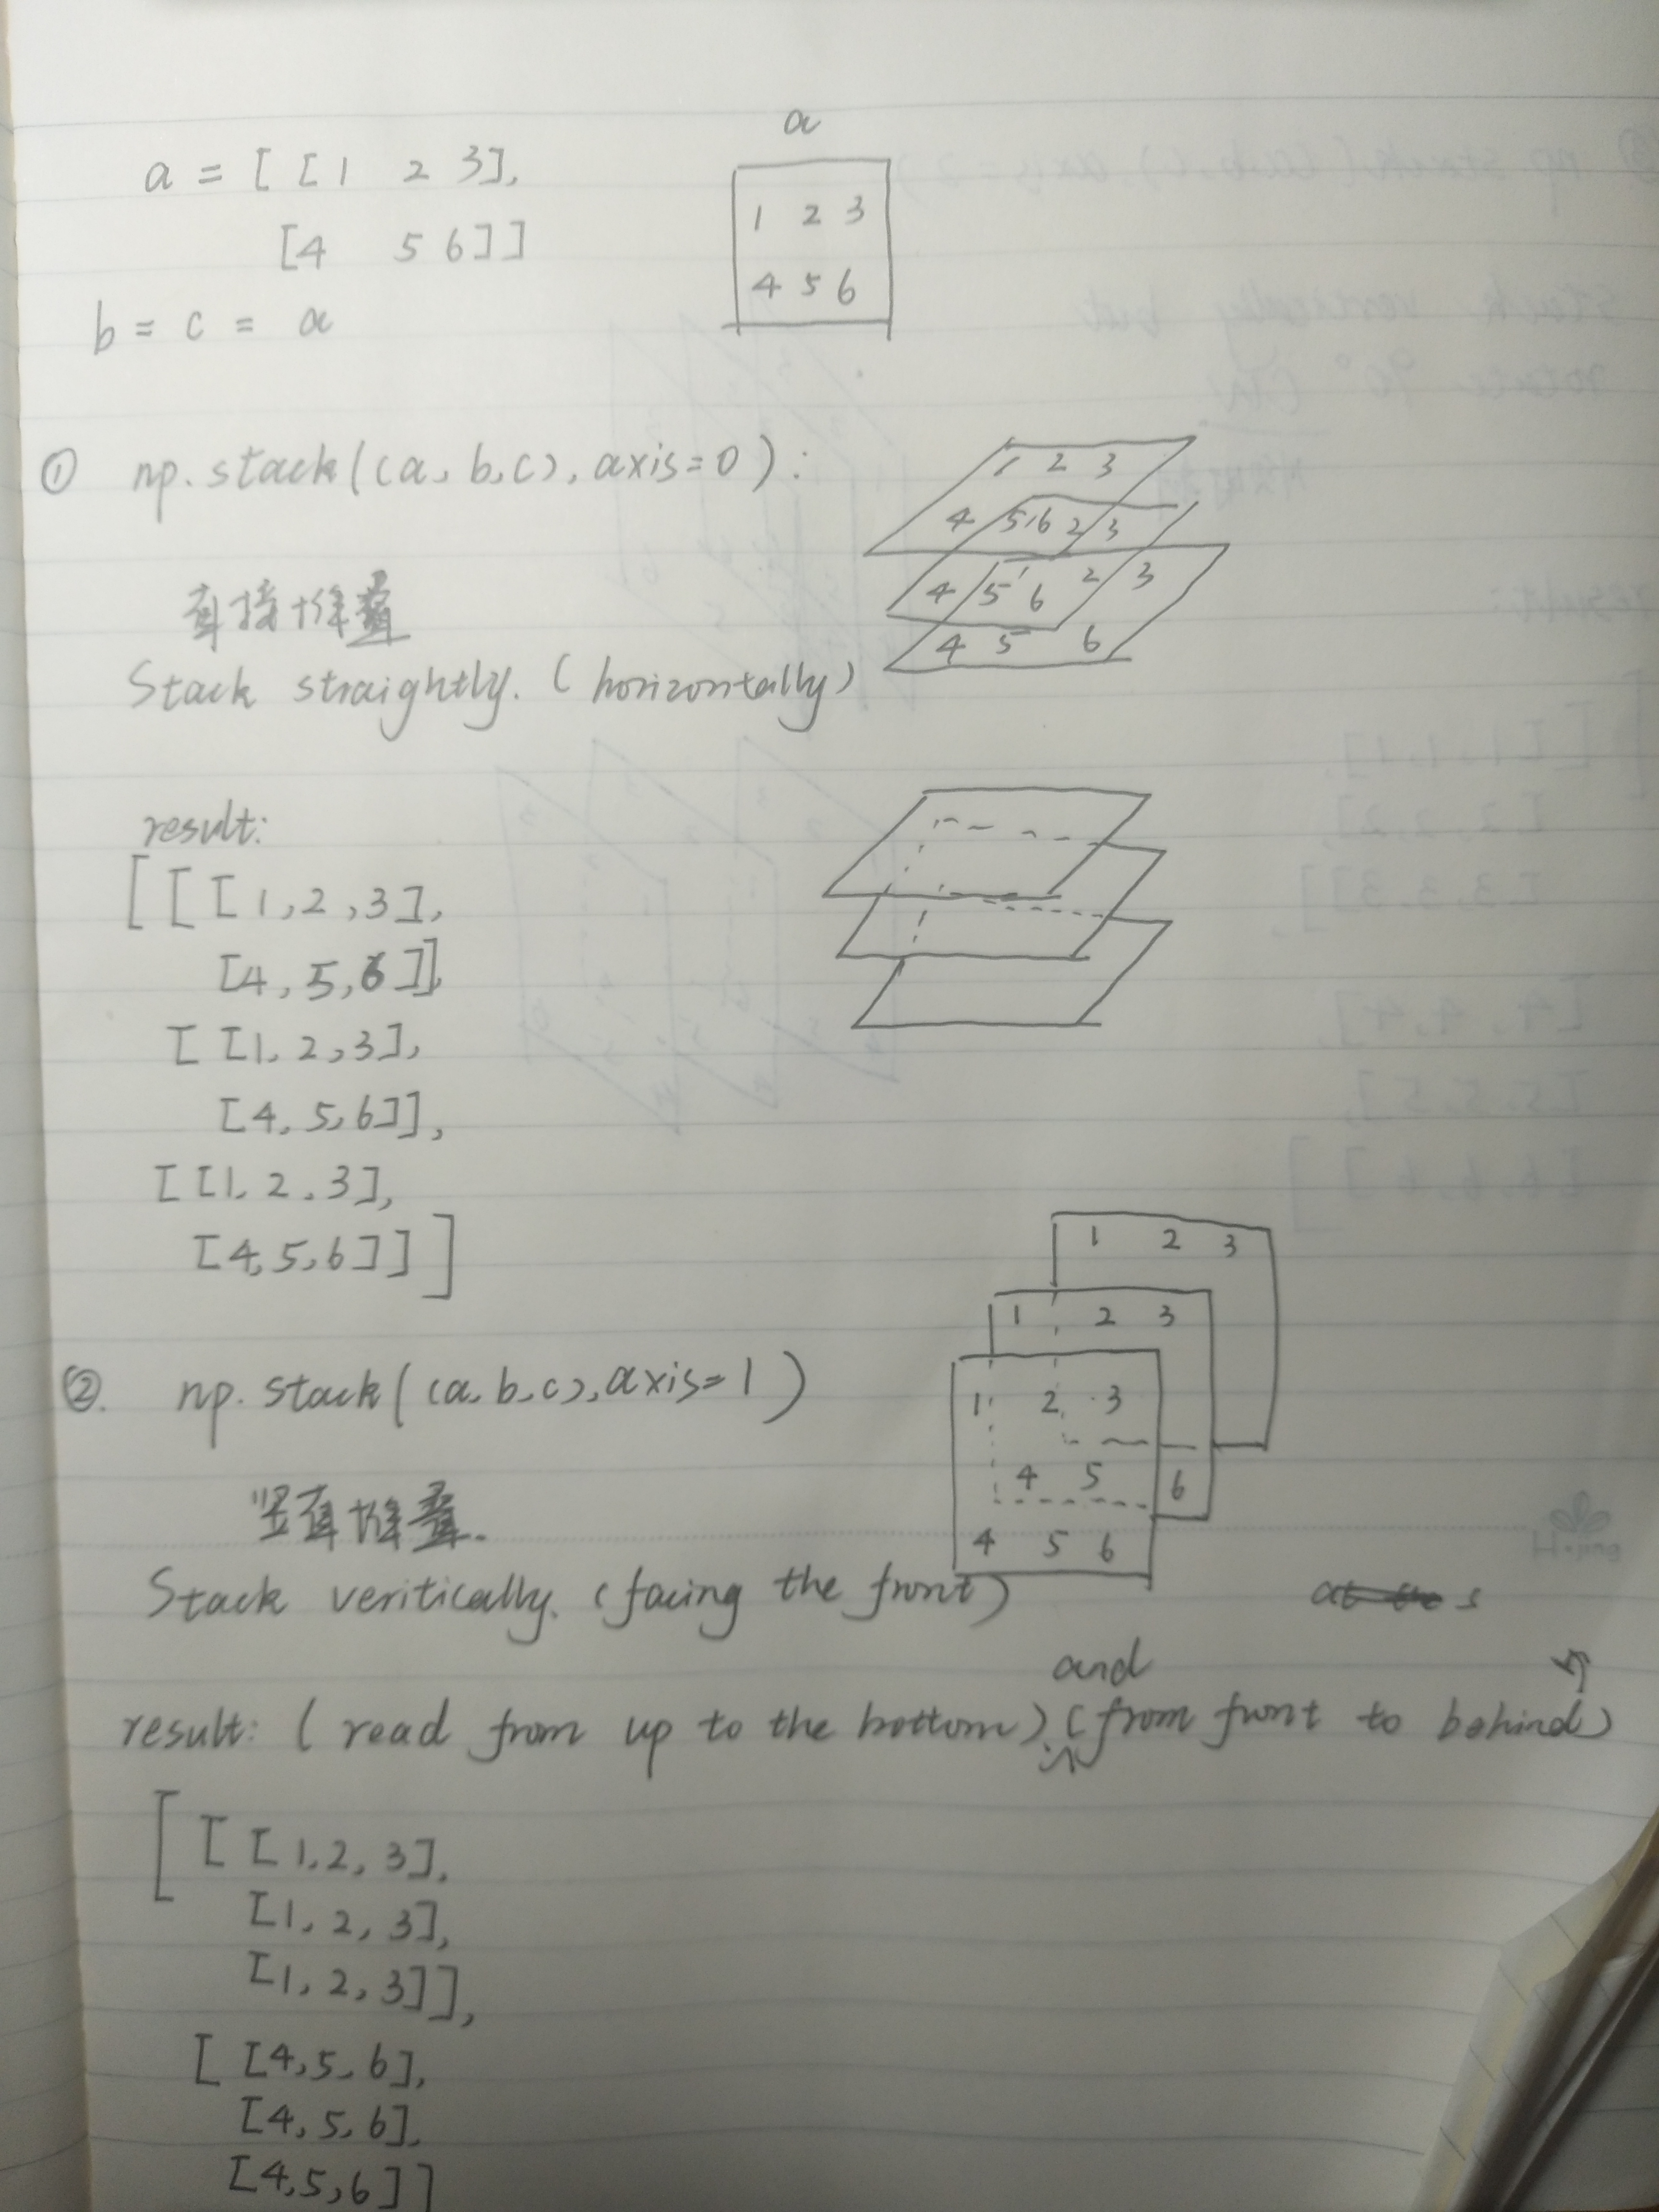 a = [ [ 1 2 3],
[4 5 6]]
b = c = a
a
1 2 3
4 5 6
① np.stack((a, b, c), axis=0):
1 2 3
4 5 6 2 3
4 5 1 6 2 3
4 5 6
直接堆叠
Stack straightly. (horizontally)
result:
[ [ [ 1, 2, 3],
[4, 5, 6]]
[ [1, 2, 3],
[4, 5, 6]],
[ [1, 2, 3],
[4, 5, 6]] ]
② np. stack( (a, b, c), axis=1)
1 2 3
1 2 3
1 2 3
4 5 6
4 5 6
竖直堆叠.
Stack veritically. (facing the front)
and
result: ( read from up to the bottom). (from front to behind)
[ [ [ 1, 2, 3],
[1, 2, 3],
[1, 2, 3]],
[ [4, 5, 6],
[4, 5, 6],
[4, 5, 6]]